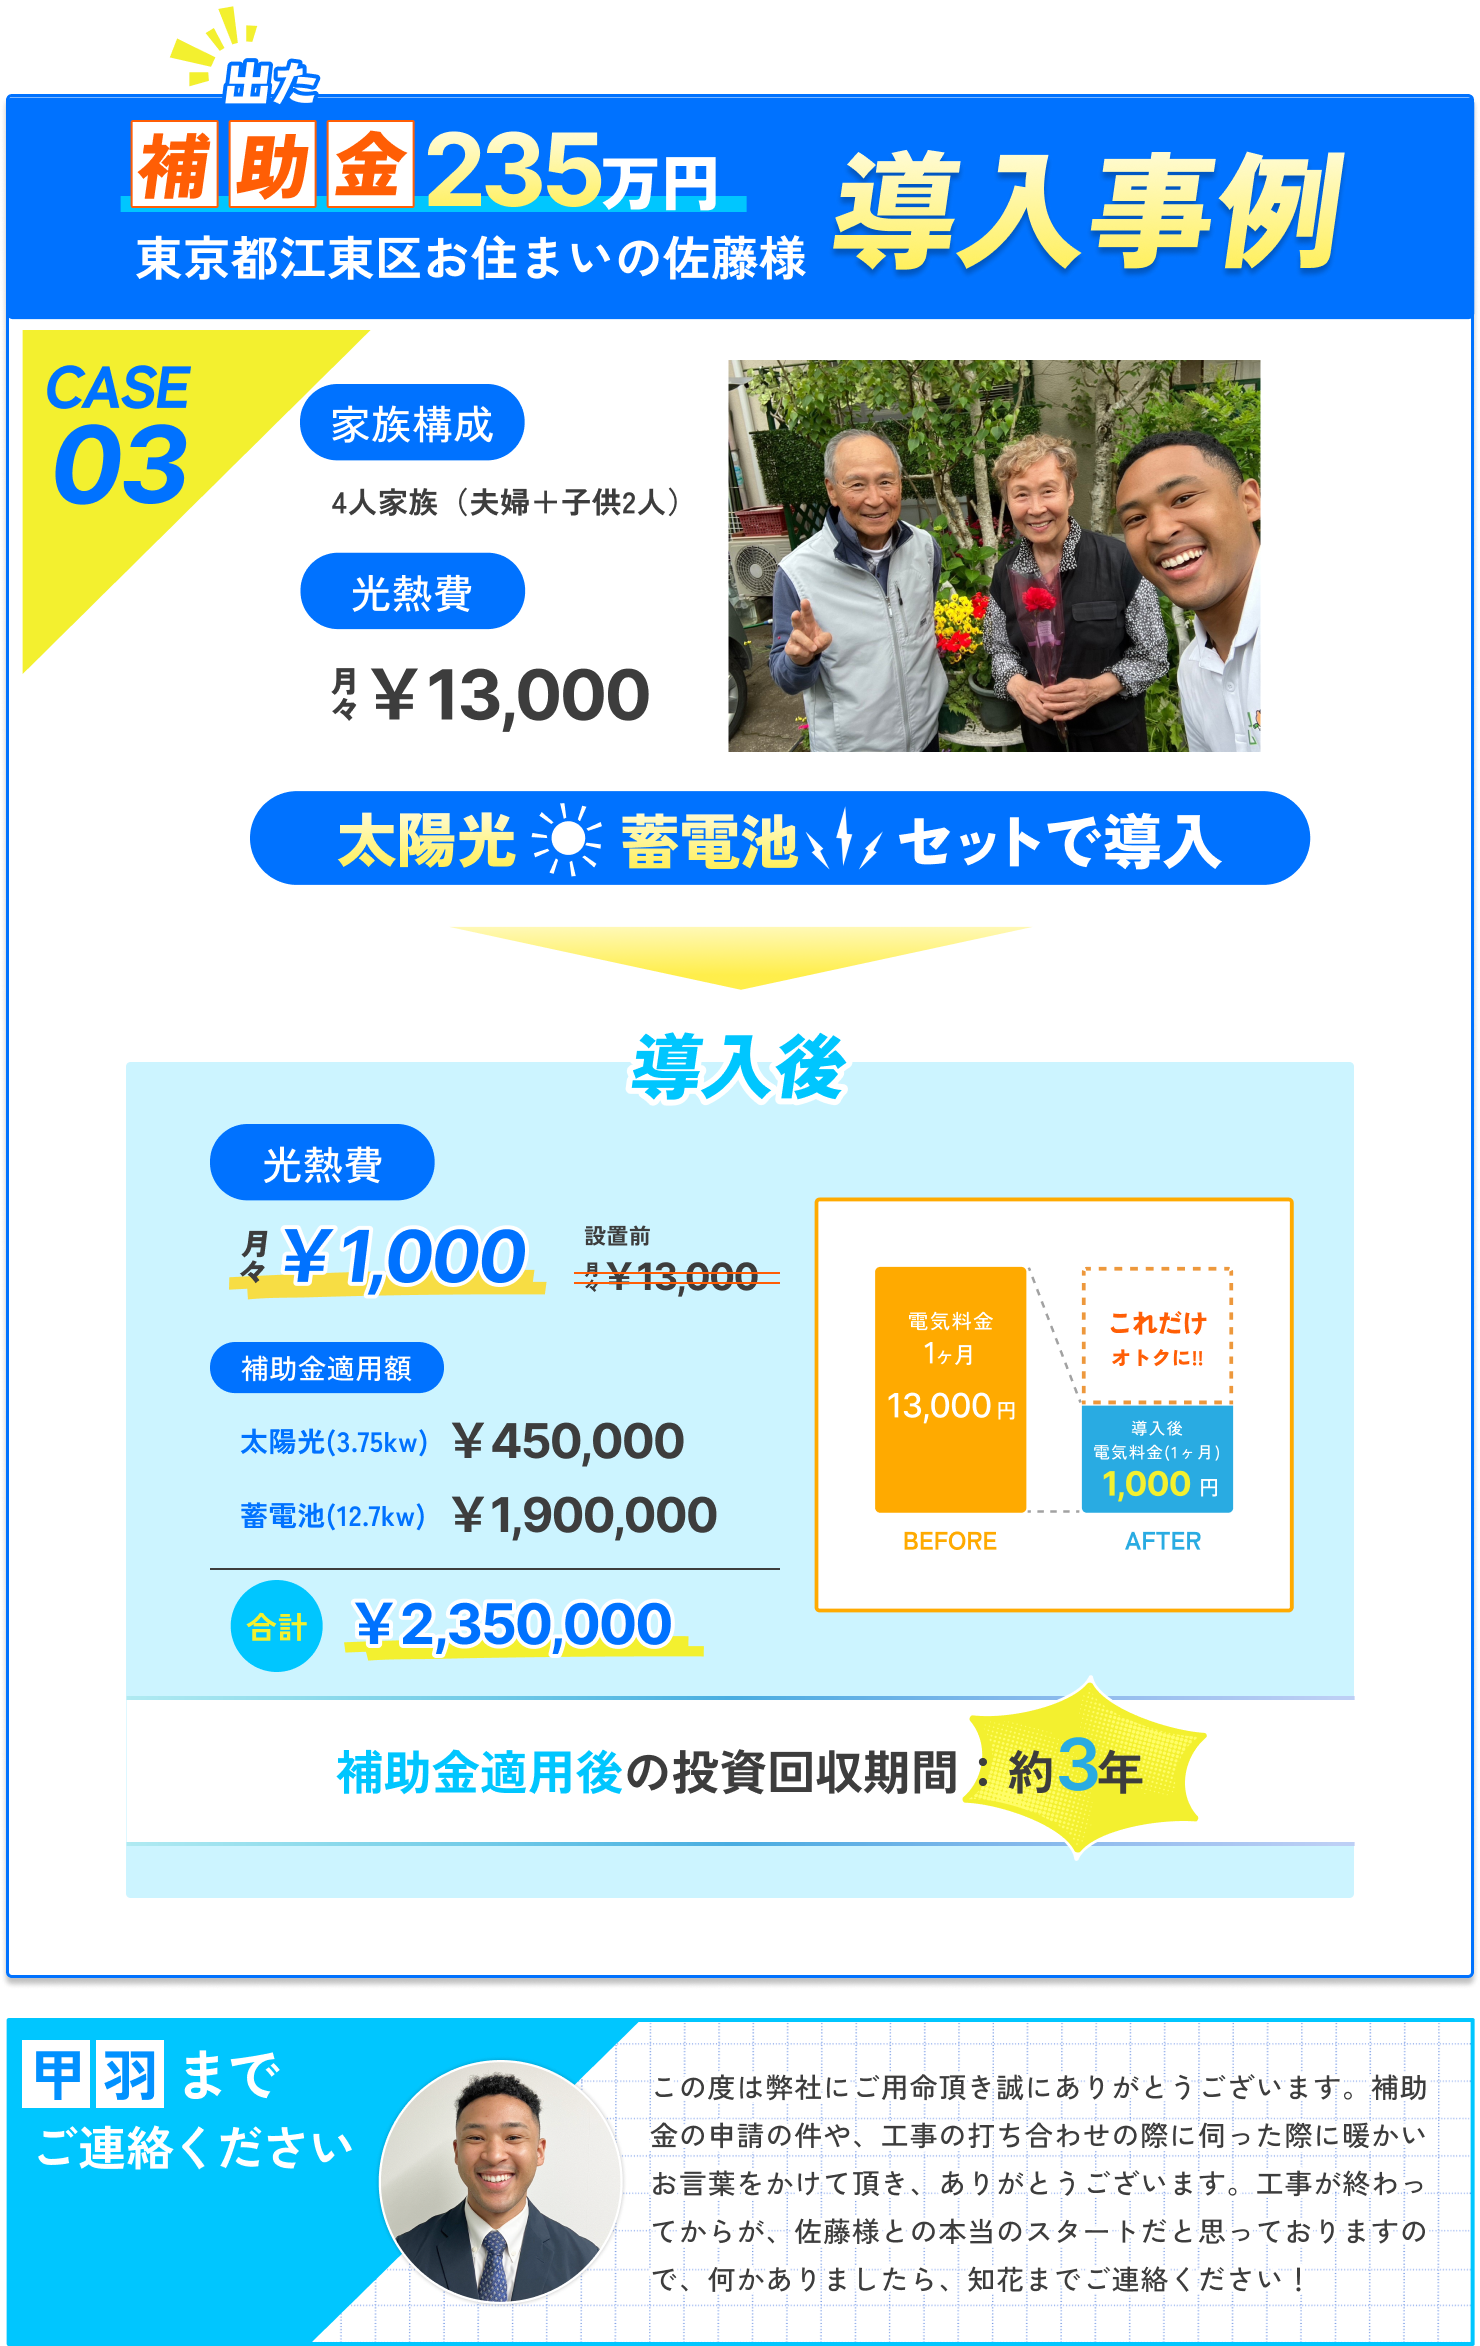 出た
補助金235万円
東京都江東区お住まいの佐藤様
導入事例
CASE
03
家族構成
4人家族（夫婦＋子供2人）
光熱費
月々￥13,000
太陽光 蓄電池 セットで導入
導入後
光熱費
月々￥1,000
設置前
月々￥13,000
補助金適用額
太陽光(3.75kw) ￥450,000
蓄電池(12.7kw) ￥1,900,000
合計 ￥2,350,000
電気料金
1ヶ月
13,000円
BEFORE
これだけ
オトクに!!
導入後
電気料金(1ヶ月)
1,000円
AFTER
補助金適用後の投資回収期間：約3年
甲羽まで
ご連絡ください
この度は弊社にご用命頂き誠にありがとうございます。補助
金の申請の件や、工事の打ち合わせの際に伺った際に暖かい
お言葉をかけて頂き、ありがとうございます。工事が終わっ
てからが、佐藤様との本当のスタートだと思っておりますの
で、何かありましたら、知花までご連絡ください！